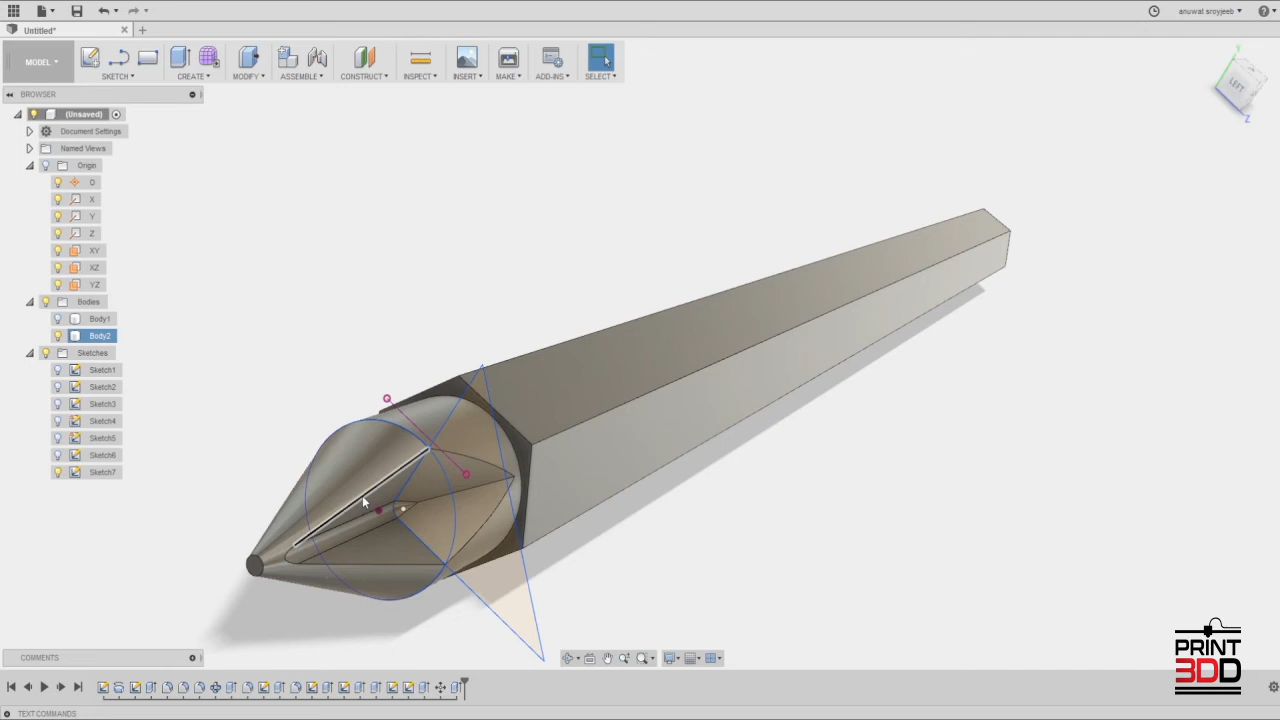 anuwat sroyjeeb
Untitled*
MODEL
SKETCH
CREATE
MODIFY
ASSEMBLE
CONSTRUCT
INSPECT
INSERT
MAKE
ADD-INS
SELECT
BROWSER
(Unsaved)
Document Settings
Named Views
Origin
O
X
Y
Z
XY
XZ
YZ
Bodies
Body1
Body2
Sketches
Sketch1
Sketch2
Sketch3
Sketch4
Sketch5
Sketch6
Sketch7
Y
LEFT
Z
COMMENTS
PRINT
3DD
TEXT COMMANDS